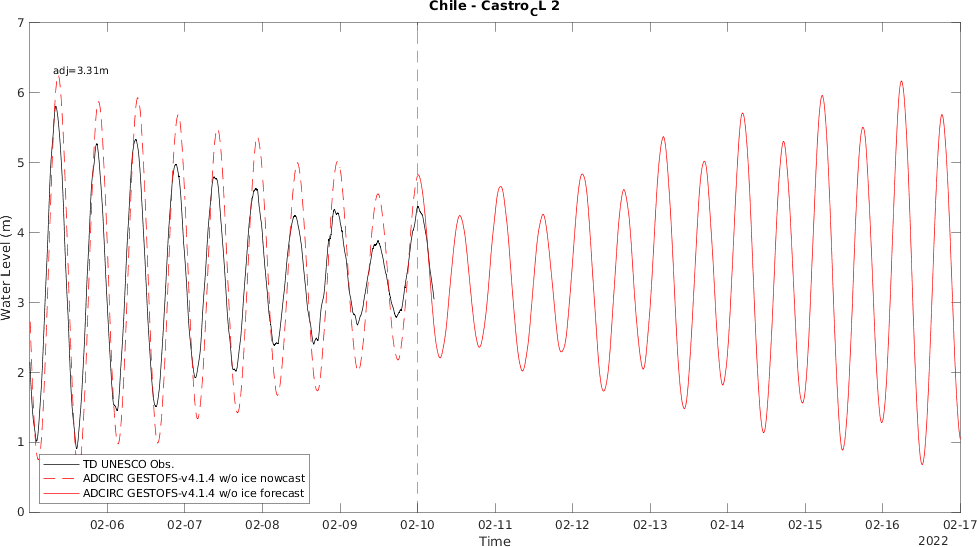 Chile - Castro_CL 2
7
adj=3.31m
6
5
4
Water Level (m)
3
2
1
TD UNESCO Obs.
ADCIRC GESTOFS-v4.1.4 w/o ice nowcast
ADCIRC GESTOFS-v4.1.4 w/o ice forecast
0
02-06 02-07 02-08 02-09 02-10 02-11 02-12 02-13 02-14 02-15 02-16 02-17
Time
2022